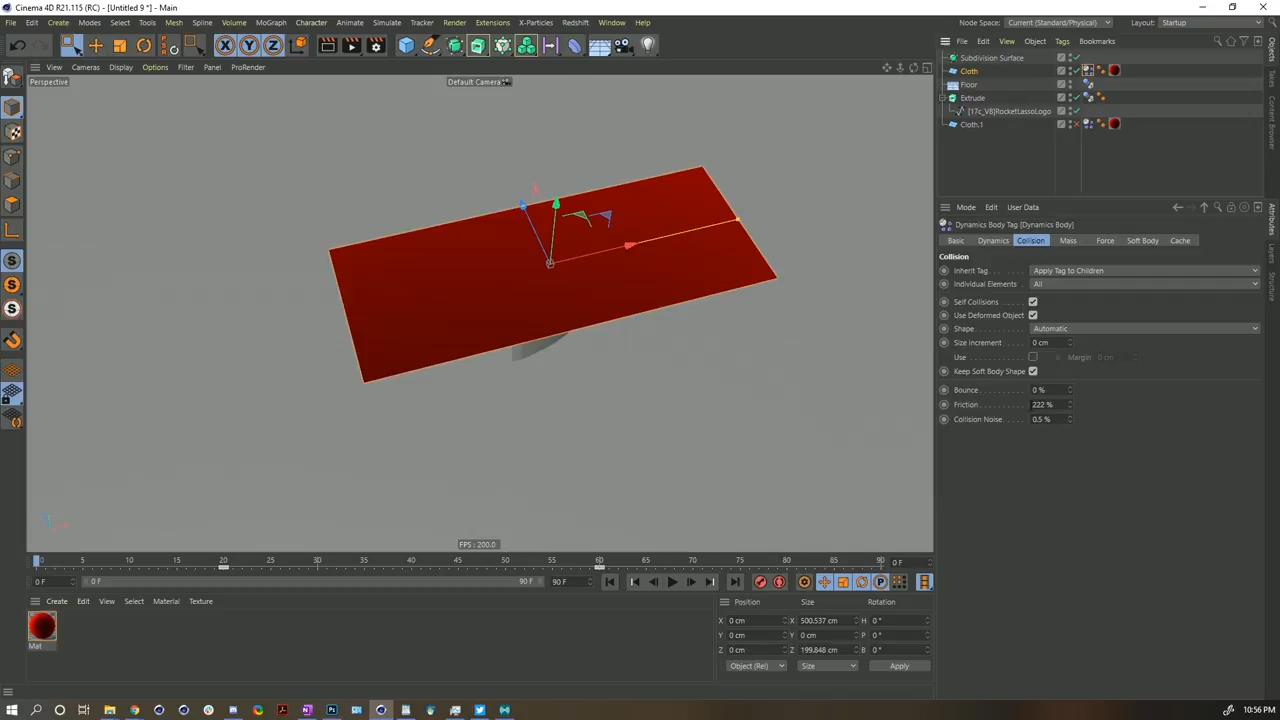 Cinema 4D R21.115 (RC) - [Untitled 9 *] - Main
File Edit Create Modes Select Tools Mesh Spline Volume MoGraph Character Animate Simulate Tracker Render Extensions X-Particles Redshift Window Help
Node Space: Current (Standard/Physical) Layout: Startup
View Cameras Display Options Filter Panel ProRender
File Edit View Object Tags Bookmarks
Perspective
Default Camera
Subdivision Surface
Cloth
Floor
Extrude
[17c_V8]RocketLassoLogo
Cloth.1
Objects
Takes
Content Browser
Attributes
Layers
Structure
Mode Edit User Data
Dynamics Body Tag [Dynamics Body]
Basic Dynamics Collision Mass Force Soft Body Cache
Collision
Inherit Tag Apply Tag to Children
Individual Elements All
Self Collisions
Use Deformed Object
Shape Automatic
Size Increment 0 cm
Use Margin 0 cm
Keep Soft Body Shape
Bounce 0 %
Friction 222 %
Collision Noise 0.5 %
FPS : 200.0
0 5 10 15 20 25 30 35 40 45 50 55 60 65 70 75 80 85 90 0 F
0 F 0 F 90 F 90 F
Create Edit View Select Material Texture
Mat
Position Size Rotation
X 0 cm X 500.537 cm H 0 °
Y 0 cm Y 0 cm P 0 °
Z 0 cm Z 199.848 cm B 0 °
Object (Rel) Size Apply
10:56 PM